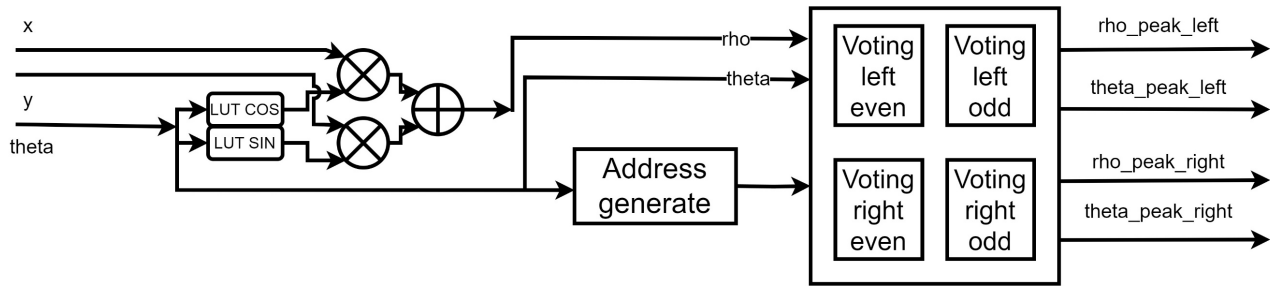 x
y
theta
LUT COS
LUT SIN
rho
theta
Address
generate
Voting
left
even
Voting
left
odd
Voting
right
even
Voting
right
odd
rho_peak_left
theta_peak_left
rho_peak_right
theta_peak_right